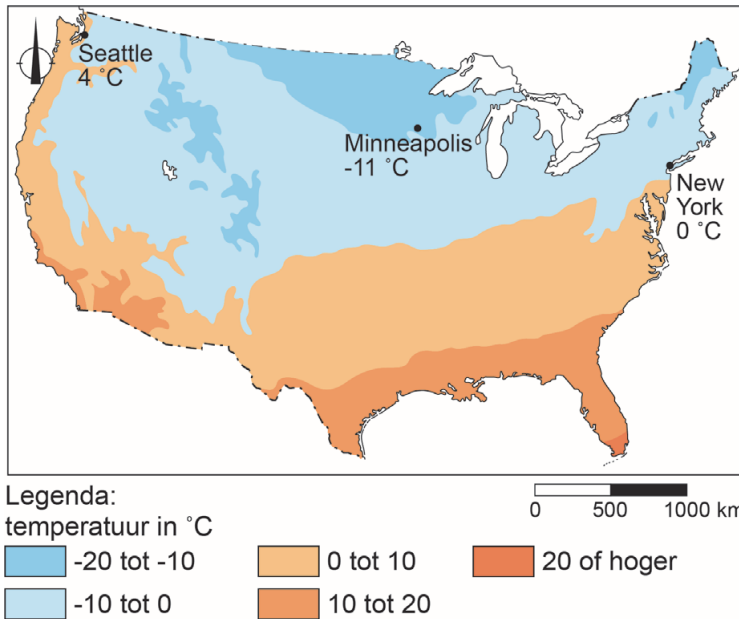 Seattle
4 ˚C
Minneapolis
-11 ˚C
New
York
0 ˚C
Legenda:
temperatuur in ˚C
0 500 1000 km
-20 tot -10
0 tot 10
20 of hoger
-10 tot 0
10 tot 20